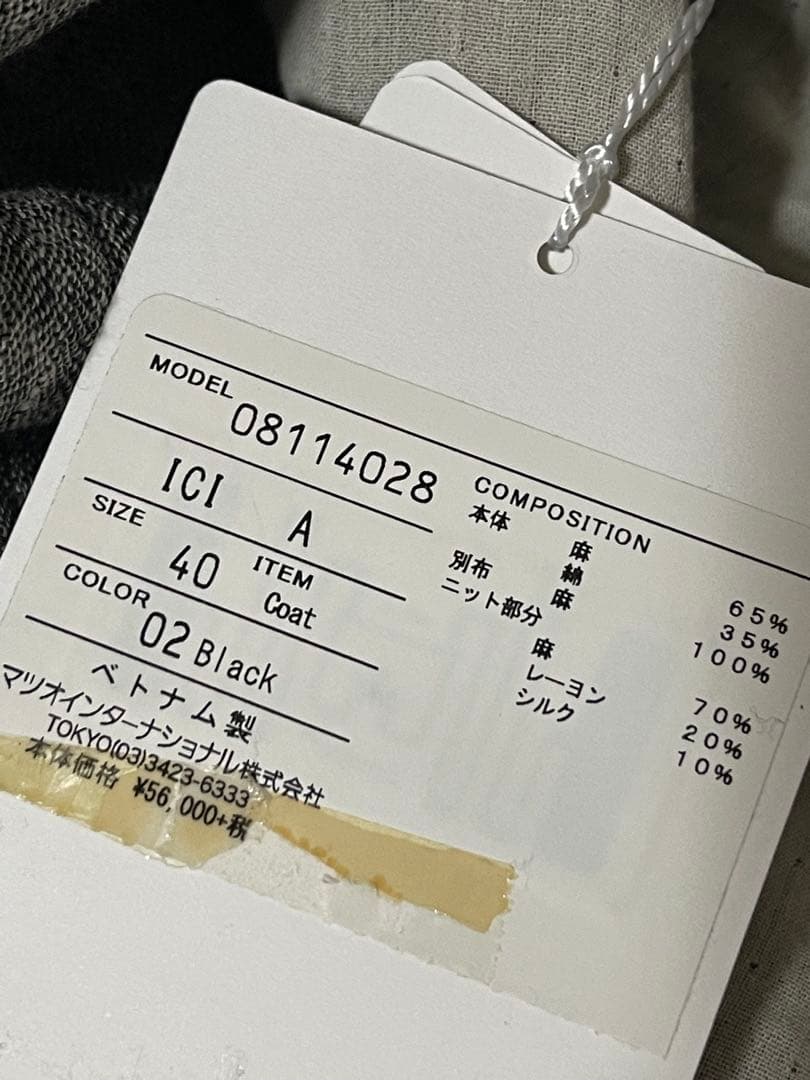 MODEL
08114028
ICI A
SIZE
40
ITEM
Coat
COLOR
02 Black
ベトナム製
マツオインターナショナル株式会社
TOKYO(03)3423-6333
本体価格 ¥56,000+税
COMPOSITION
本体 麻 65%
綿 35%
別布 麻 100%
ニット部分
麻 70%
レーヨン 20%
シルク 10%